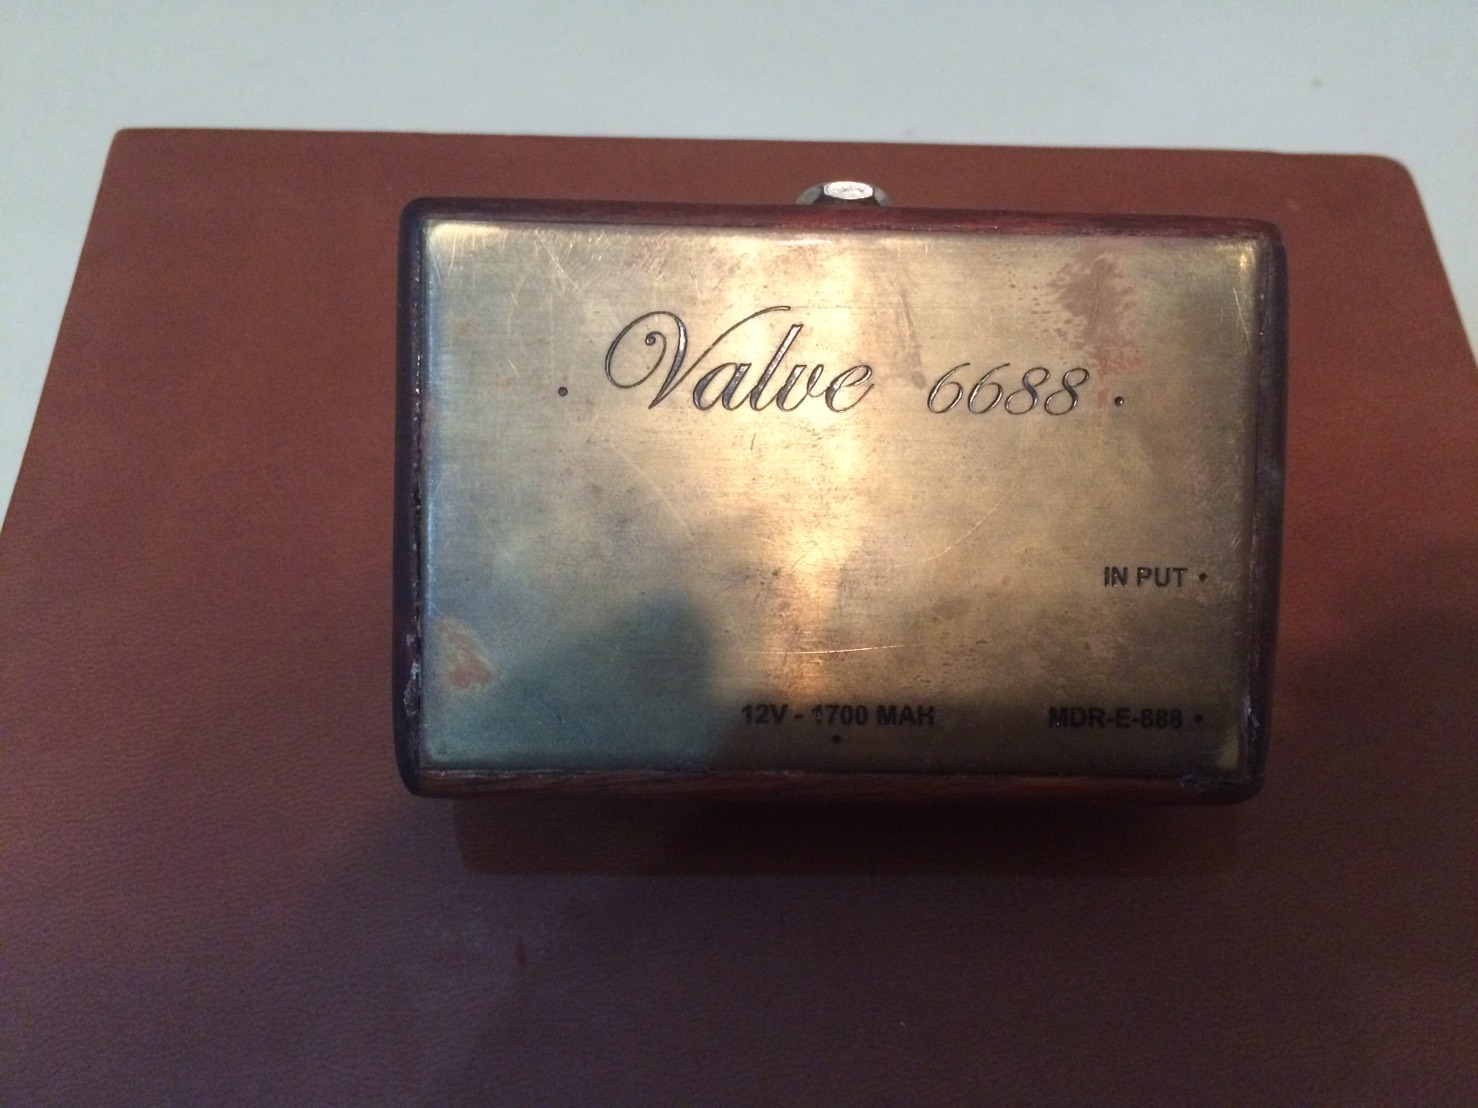 Valve 6688
IN PUT
12V - 1700 MAH
MDR-E-888